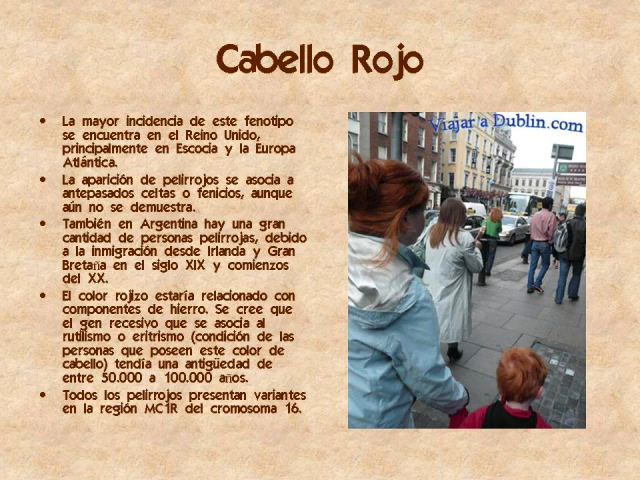 Cabello Rojo
• La mayor incidencia de este fenotipo
se encuentra en el Reino Unido,
principalmente en Escocia y la Europa
Atlántica.
• La aparición de pelirrojos se asocia a
antepasados celtas o fenicios, aunque
aún no se demuestra.
• También en Argentina hay una gran
cantidad de personas pelirrojas, debido
a la inmigración desde Irlanda y Gran
Bretaña en el siglo XIX y comienzos
del XX.
• El color rojizo estaría relacionado con
componentes de hierro. Se cree que
el gen recesivo que se asocia al
rutilismo o eritrismo (condición de las
personas que poseen este color de
cabello) tendía una antigüedad de
entre 50.000 a 100.000 años.
• Todos los pelirrojos presentan variantes
en la región MC1R del cromosoma 16.
Viajar a Dublin.com